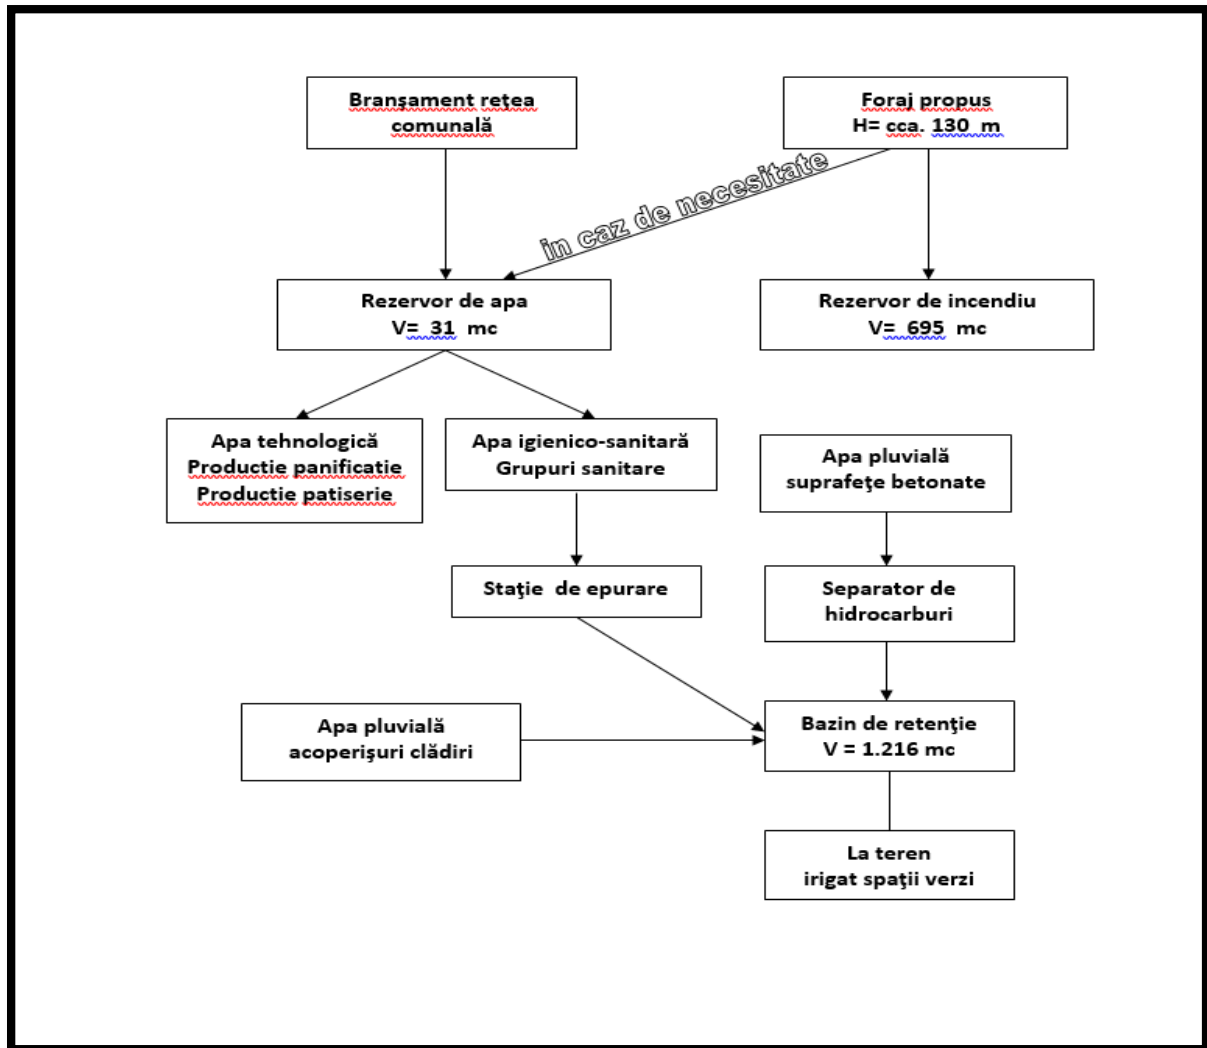 Branşament reţea
comunală
Foraj propus
H= cca. 130 m
in caz de necesitate
Rezervor de apa
V= 31 mc
Rezervor de incendiu
V= 695 mc
Apa tehnologică
Productie panificatie
Productie patiserie
Apa igienico-sanitară
Grupuri sanitare
Apa pluvială
suprafeţe betonate
Staţie de epurare
Separator de
hidrocarburi
Apa pluvială
acoperişuri clădiri
Bazin de retenţie
V = 1.216 mc
La teren
irigat spaţii verzi